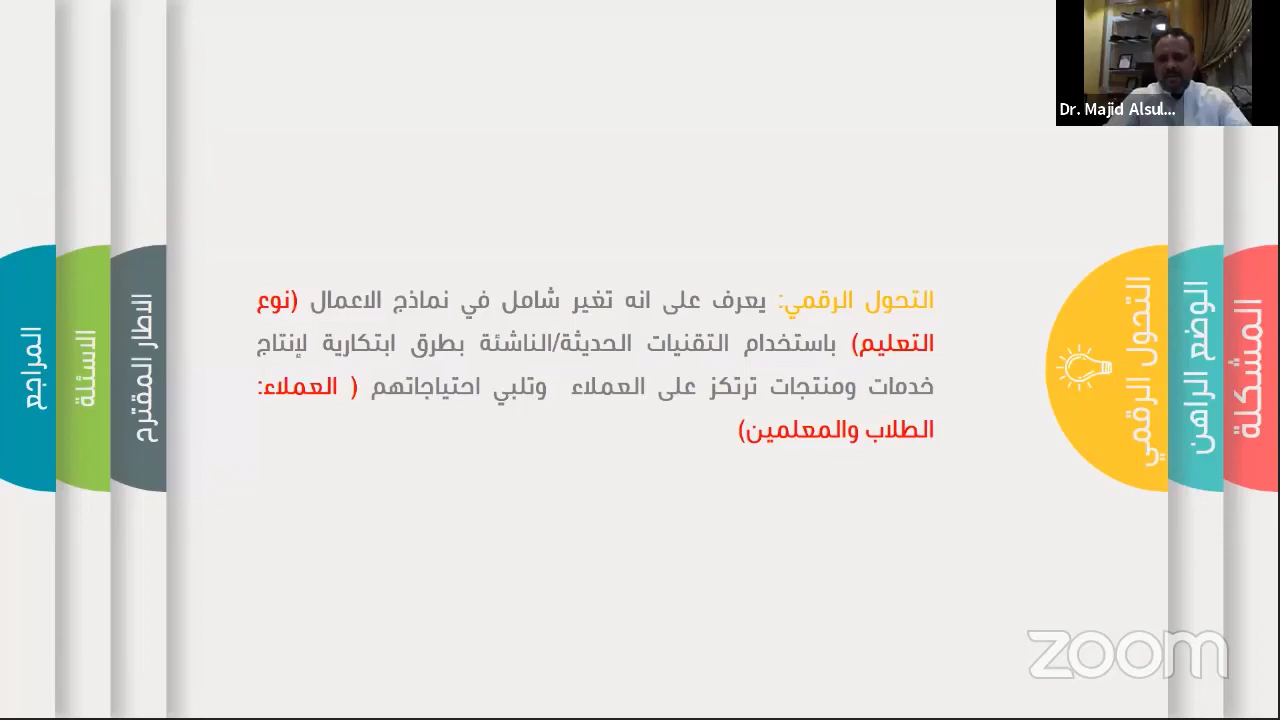 Dr. Majid Alsul...
المشكلة
الوضع الراهن
التحول الرقمي
التحول الرقمي: يعرف على انه تغير شامل في نماذج الاعمال (نوع
التعليم) باستخدام التقنيات الحديثة/الناشئة بطرق ابتكارية لإنتاج
خدمات ومنتجات ترتكز على العملاء وتلبي احتياجاتهم ( العملاء:
الطلاب والمعلمين)
الاطار المقترح
الاسئلة
المراجع
zoom